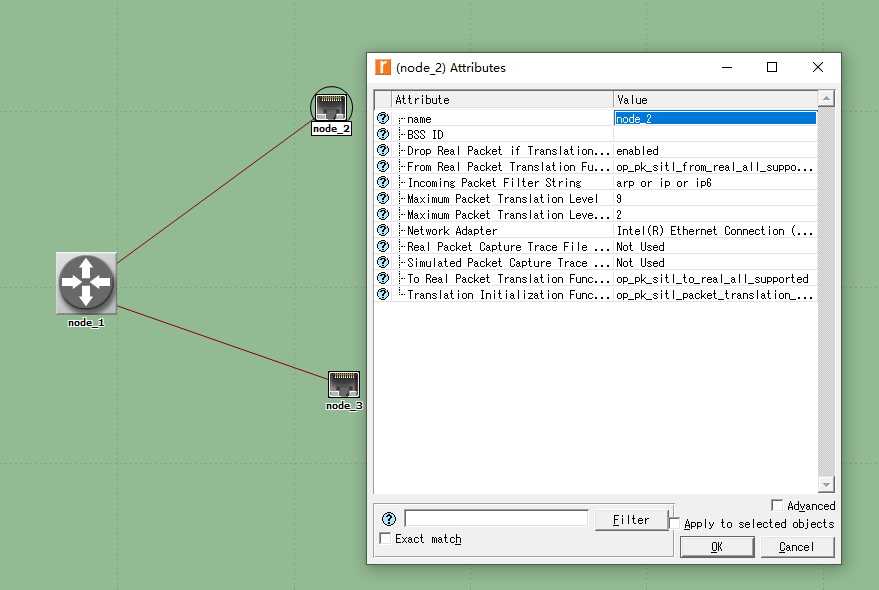 (node_2) Attributes
Attribute Value
name node_2
BSS ID
Drop Real Packet if Translation... enabled
From Real Packet Translation Fu... op_pk_sitl_from_real_all_suppo...
Incoming Packet Filter String arp or ip or ip6
Maximum Packet Translation Level 9
Maximum Packet Translation Leve... 2
Network Adapter Intel(R) Ethernet Connection (...
Real Packet Capture Trace File ... Not Used
Simulated Packet Capture Trace ... Not Used
To Real Packet Translation Func... op_pk_sitl_to_real_all_supported
Translation Initialization Func... op_pk_sitl_packet_translation_...
Advanced
Filter
Apply to selected objects
Exact match
OK Cancel
node_2
node_1
node_3